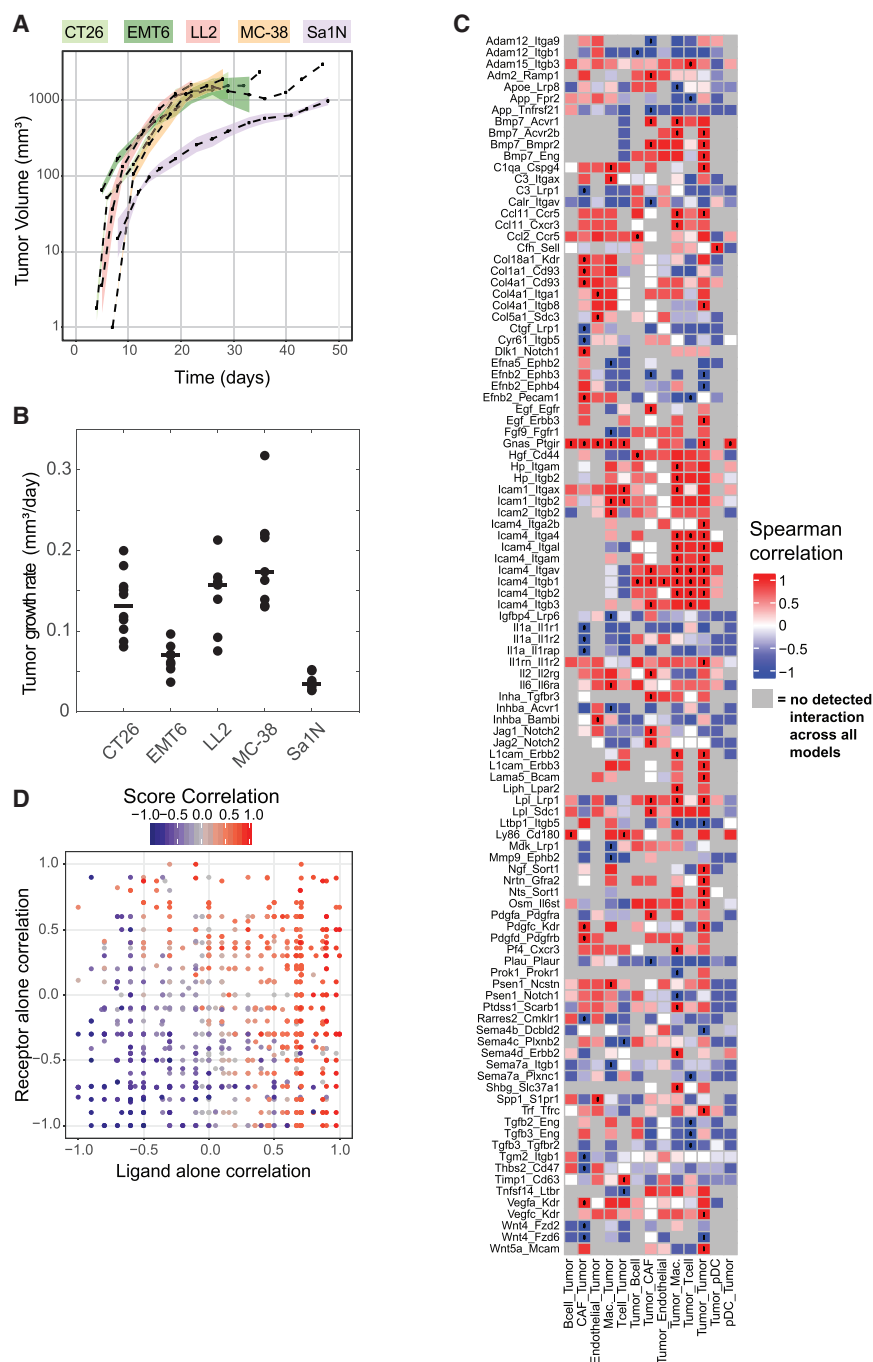 A
CT26 EMT6 LL2 MC-38 Sa1N
Tumor Volume (mm³)
1000
100
10
1
0 10 20 30 40 50
Time (days)
B
Tumor growth rate (mm³/day)
0.3
0.2
0.1
0
CT26 EMT6 LL2 MC-38 Sa1N
D
Score Correlation
−1.0−0.5 0.0 0.5 1.0
Receptor alone correlation
1.0
0.5
0.0
−0.5
−1.0
−1.0 −0.5 0.0 0.5 1.0
Ligand alone correlation
C
Adam12_Itga9
Adam12_Itgb1
Adam15_Itgb3
Adm2_Ramp1
Apoe_Lrp8
App_Fpr2
App_Tnfrsf21
Bmp7_Acvr1
Bmp7_Acvr2b
Bmp7_Bmpr2
Bmp7_Eng
C1qa_Cspg4
C3_Itgax
C3_Lrp1
Calr_Itgav
Ccl11_Ccr5
Ccl11_Cxcr3
Ccl2_Ccr5
Cfh_Sell
Col18a1_Kdr
Col1a1_Cd93
Col4a1_Cd93
Col4a1_Itga1
Col4a1_Itgb8
Col5a1_Sdc3
Ctgf_Lrp1
Cyr61_Itgb5
Dlk1_Notch1
Efna5_Ephb2
Efnb2_Ephb3
Efnb2_Ephb4
Efnb2_Pecam1
Egf_Egfr
Egf_Erbb3
Fgf9_Fgfr1
Gnas_Ptgir
Hgf_Cd44
Hp_Itgam
Hp_Itgb2
Icam1_Itgax
Icam1_Itgb2
Icam2_Itgb2
Icam4_Itga2b
Icam4_Itga4
Icam4_Itgal
Icam4_Itgam
Icam4_Itgav
Icam4_Itgb1
Icam4_Itgb2
Icam4_Itgb3
Igfbp4_Lrp6
Il1a_Il1r1
Il1a_Il1r2
Il1a_Il1rap
Il1rn_Il1r2
Il2_Il2rg
Il6_Il6ra
Inha_Tgfbr3
Inhba_Acvr1
Inhba_Bambi
Jag1_Notch2
Jag2_Notch2
L1cam_Erbb2
L1cam_Erbb3
Lama5_Bcam
Liph_Lpar2
Lpl_Lrp1
Lpl_Sdc1
Ltbp1_Itgb5
Ly86_Cd180
Mdk_Lrp1
Mmp9_Ephb2
Ngf_Sort1
Nrtn_Gfra2
Nts_Sort1
Osm_Il6st
Pdgfa_Pdgfra
Pdgfc_Kdr
Pdgfd_Pdgfrb
Pf4_Cxcr3
Plau_Plaur
Prok1_Prokr1
Psen1_Ncstn
Psen1_Notch1
Ptdss1_Scarb1
Rarres2_Cmklr1
Sema4b_Dcbld2
Sema4c_Plxnb2
Sema4d_Erbb2
Sema7a_Itgb1
Sema7a_Plxnc1
Shbg_Slc37a1
Spp1_S1pr1
Trf_Tfrc
Tgfb2_Eng
Tgfb3_Eng
Tgfb3_Tgfbr2
Tgm2_Itgb1
Thbs2_Cd47
Timp1_Cd63
Tnfsf14_Ltbr
Vegfa_Kdr
Vegfc_Kdr
Wnt4_Fzd2
Wnt4_Fzd6
Wnt5a_Mcam
Bcell_Tumor
CAF_Tumor
Endothelial_Tumor
Mac._Tumor
Tcell_Tumor
Tumor_Bcell
Tumor_CAF
Tumor_Endothelial
Tumor_Mac.
Tumor_Tcell
Tumor_Tumor
Tumor_pDC
pDC_Tumor
Spearman
correlation
1
0.5
0
−0.5
−1
= no detected
interaction
across all
models